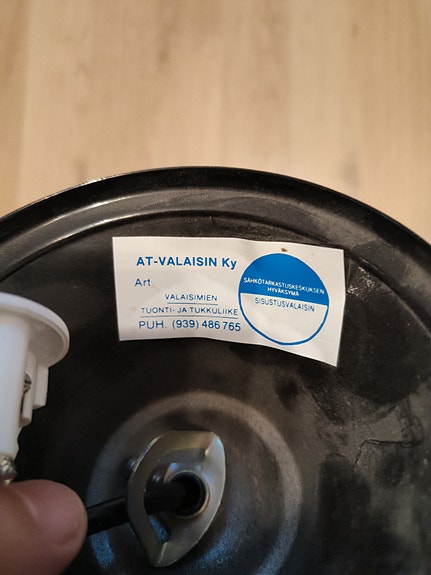 AT-VALAISIN Ky
Art.
VALAISIMIEN
TUONTI- JA TUKKULIIKE
PUH. (939) 486 765
SÄHKÖTARKASTUSKESKUKSEN
HYVÄKSYMÄ
SISUSTUSVALAISIN